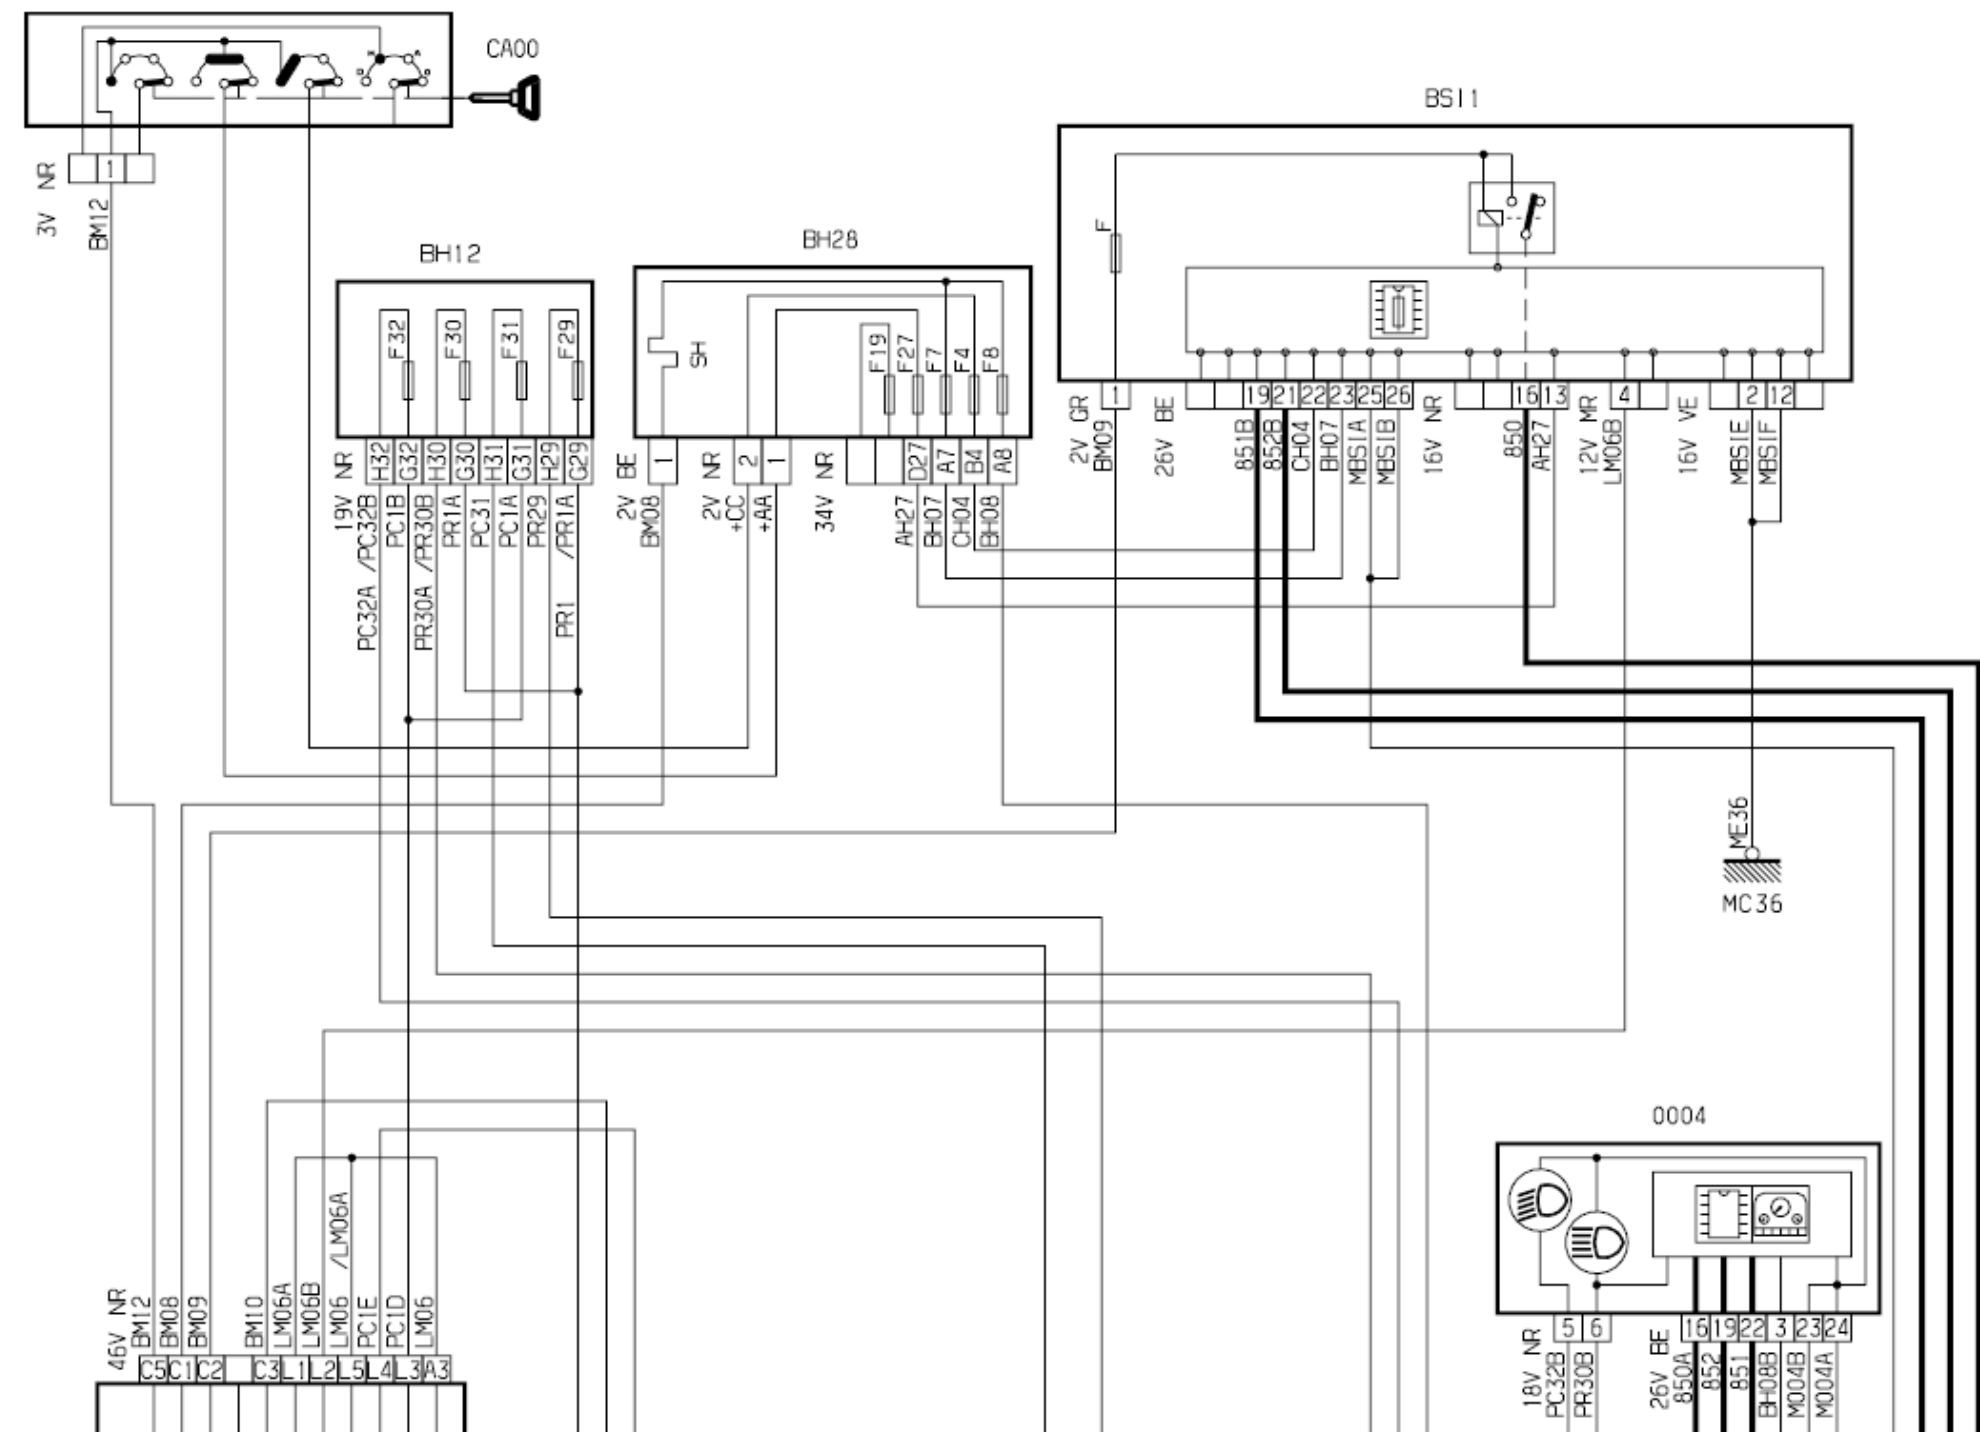 CA00
BSI1
1
3V NR
BM12
BH12
BH28
F
F32
F30
F31
F29
SH
F19
F27
F7
F4
F8
19V NR
H32
G32
H30
G30
H31
G31
H29
G29
2V BE
1
2V NR
2
1
34V NR
D27
A7
B4
A8
2V GR
1
26V BE
19
21
22
23
25
26
16V NR
16
13
12V MR
4
16V VE
2
12
PC32A /PC32B
PC1B
PR30A /PR30B
PR1A
PC31
PC1A
PR29
PR1 /PR1A
BM08
+CC
+AA
AH27
BH07
CH04
BH08
BM09
851B
852B
CH04
BH07
MBSIA
MBSIB
850
AH27
LM06B
MBSIE
MBSIF
ME36
MC36
0004
46V NR
BM12
BM08
BM09
BM10
LM06A
LM06B
LM06 /LM06A
PC1E
PC1D
LM06
C5
C1
C2
C3
L1
L2
L5
L4
L3
A3
18V NR
5
6
26V BE
16
19
22
3
23
24
PC32B
PR30B
850A
852
851
BH08B
M004B
M004A